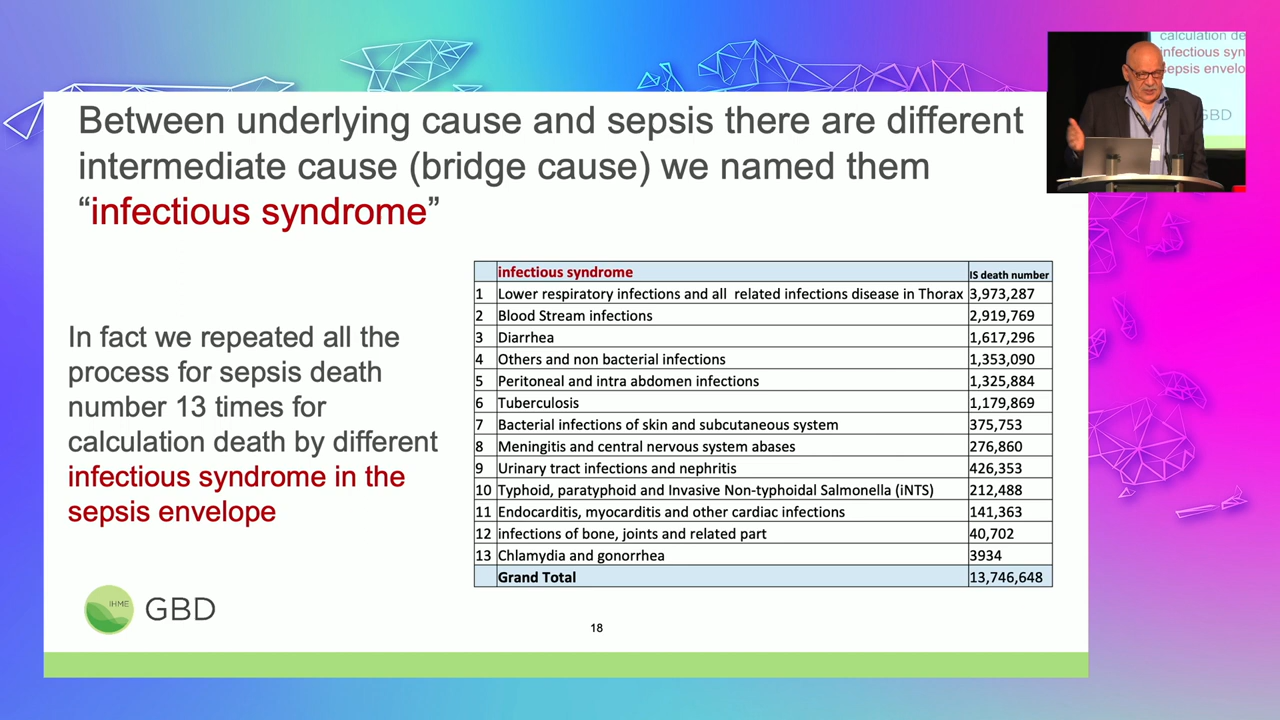 Between underlying cause and sepsis there are different
intermediate cause (bridge cause) we named them
“infectious syndrome”
calculation de
infectious syn
sepsis envelo
GBD
In fact we repeated all the
process for sepsis death
number 13 times for
calculation death by different
infectious syndrome in the
sepsis envelope
infectious syndrome IS death number
1 Lower respiratory infections and all related infections disease in Thorax 3,973,287
2 Blood Stream infections 2,919,769
3 Diarrhea 1,617,296
4 Others and non bacterial infections 1,353,090
5 Peritoneal and intra abdomen infections 1,325,884
6 Tuberculosis 1,179,869
7 Bacterial infections of skin and subcutaneous system 375,753
8 Meningitis and central nervous system abases 276,860
9 Urinary tract infections and nephritis 426,353
10 Typhoid, paratyphoid and Invasive Non-typhoidal Salmonella (iNTS) 212,488
11 Endocarditis, myocarditis and other cardiac infections 141,363
12 infections of bone, joints and related part 40,702
13 Chlamydia and gonorrhea 3934
Grand Total 13,746,648
IHME GBD
18